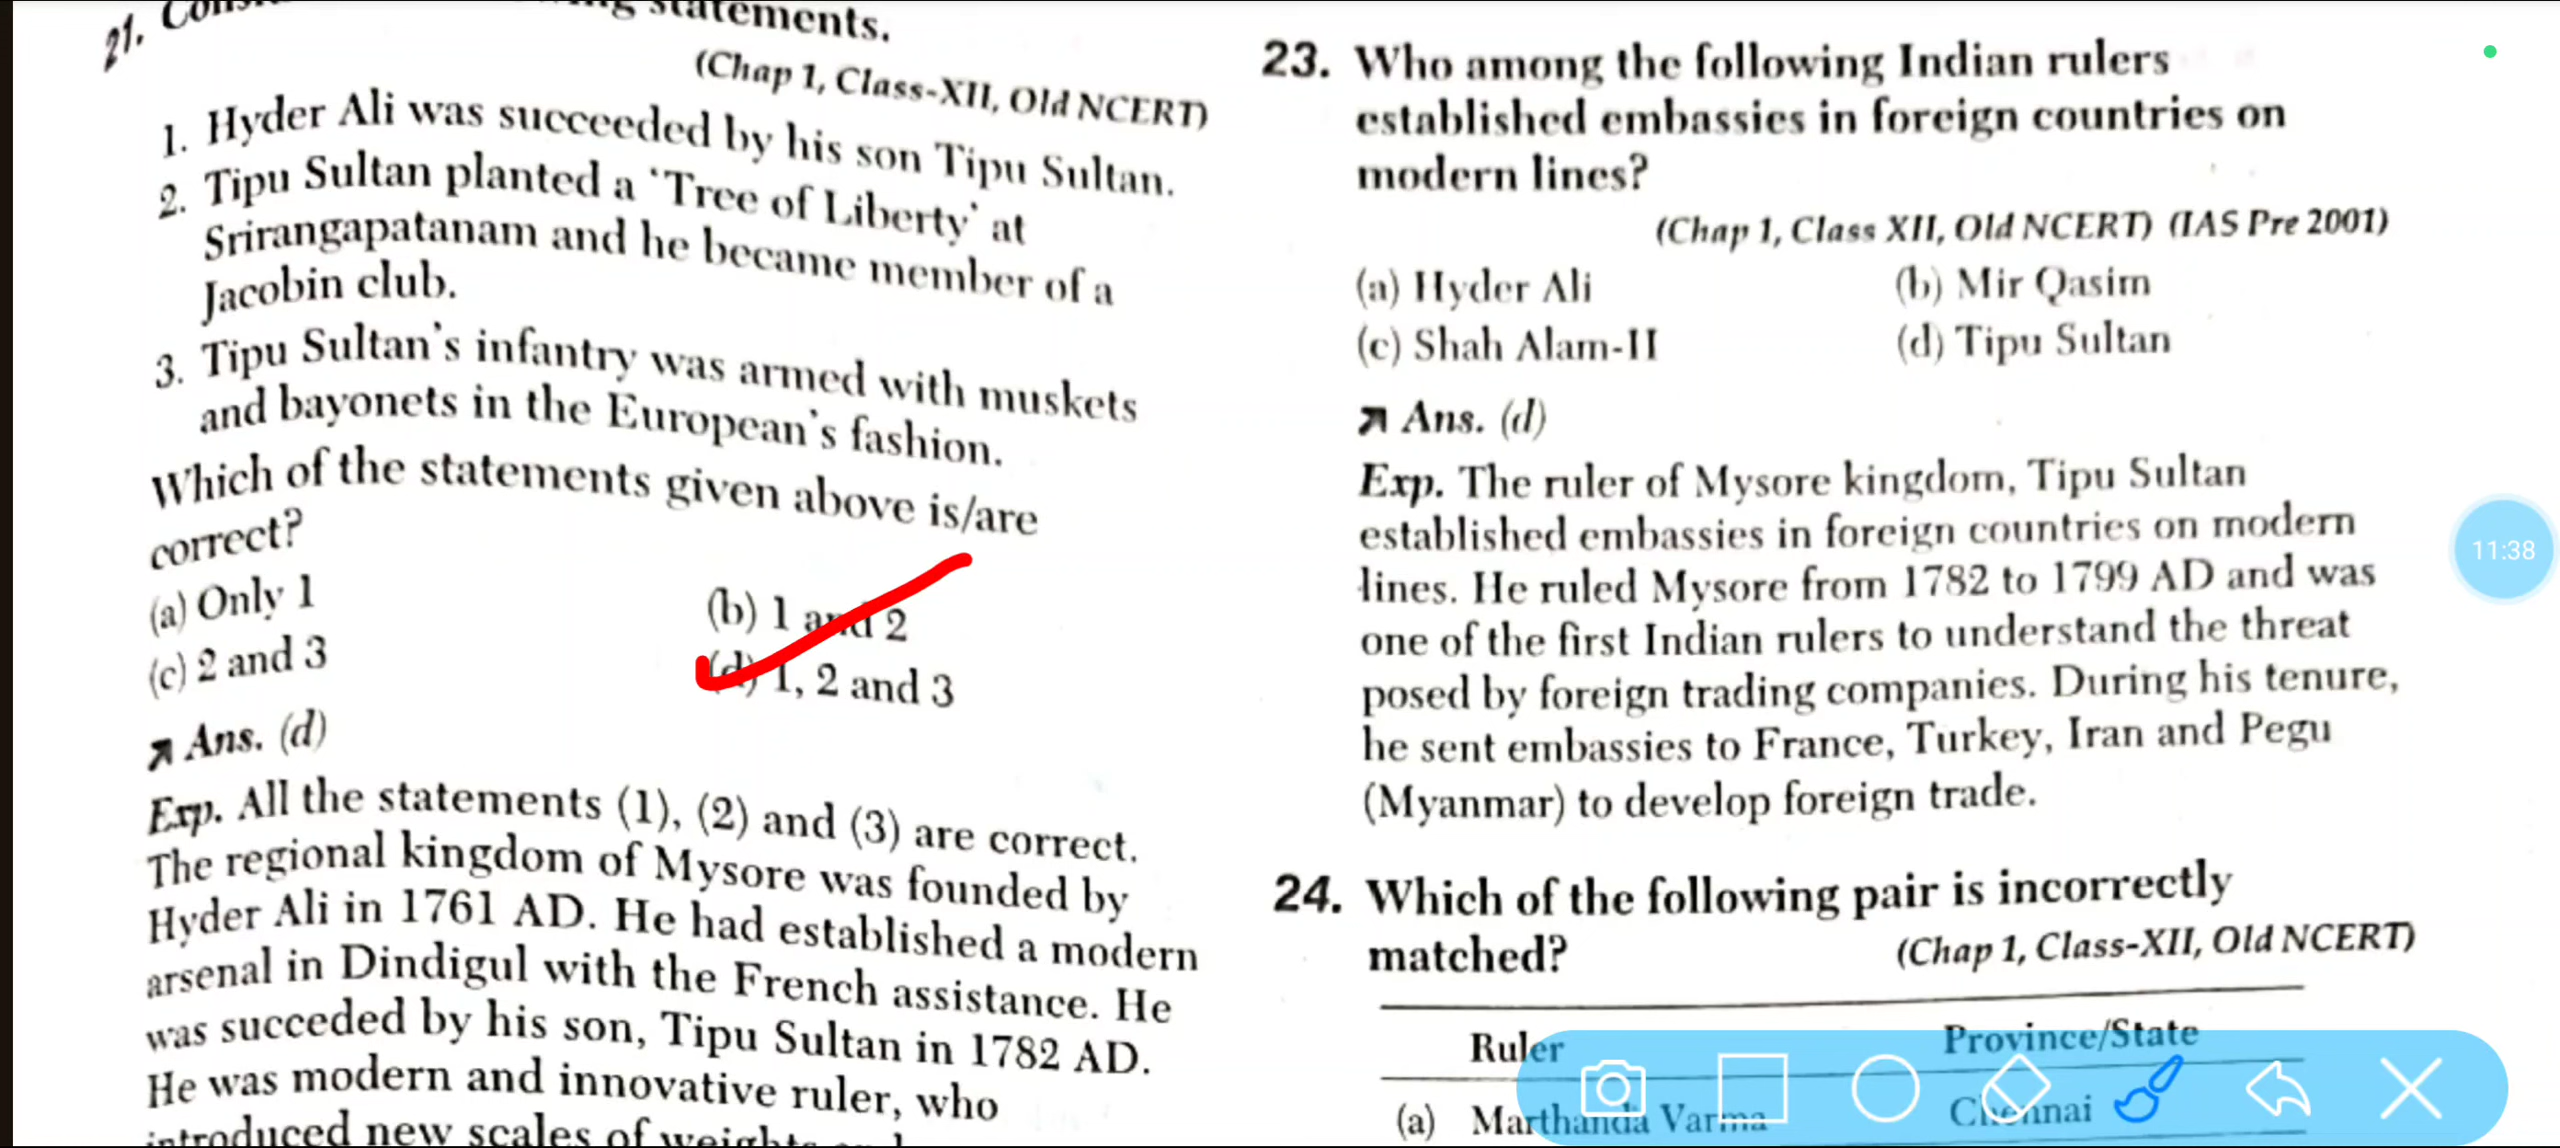 21. Consi
g statements.
(Chap 1, Class-XII, Old NCERT)
1. Hyder Ali was succeeded by his son Tipu Sultan.
2. Tipu Sultan planted a 'Tree of Liberty' at
Srirangapatanam and he became member of a
Jacobin club.
3. Tipu Sultan's infantry was armed with muskets
and bayonets in the European's fashion.
Which of the statements given above is/are
correct?
(a) Only 1
(b) 1 and 2
(c) 2 and 3
(d) 1, 2 and 3
Ans. (d)
Exp. All the statements (1), (2) and (3) are correct.
The regional kingdom of Mysore was founded by
Hyder Ali in 1761 AD. He had established a modern
arsenal in Dindigul with the French assistance. He
was succeded by his son, Tipu Sultan in 1782 AD.
He was modern and innovative ruler, who
introduced new scales of
23. Who among the following Indian rulers
established embassies in foreign countries on
modern lines?
(Chap 1, Class XII, Old NCERT) (IAS Pre 2001)
(a) Hyder Ali (b) Mir Qasim
(c) Shah Alam-II (d) Tipu Sultan
Ans. (d)
Exp. The ruler of Mysore kingdom, Tipu Sultan
established embassies in foreign countries on modern
lines. He ruled Mysore from 1782 to 1799 AD and was
one of the first Indian rulers to understand the threat
posed by foreign trading companies. During his tenure,
he sent embassies to France, Turkey, Iran and Pegu
(Myanmar) to develop foreign trade.
24. Which of the following pair is incorrectly
matched? (Chap 1, Class-XII, Old NCERT)
Ruler Province/State
(a) Marthanda Varma Chennai
11:38